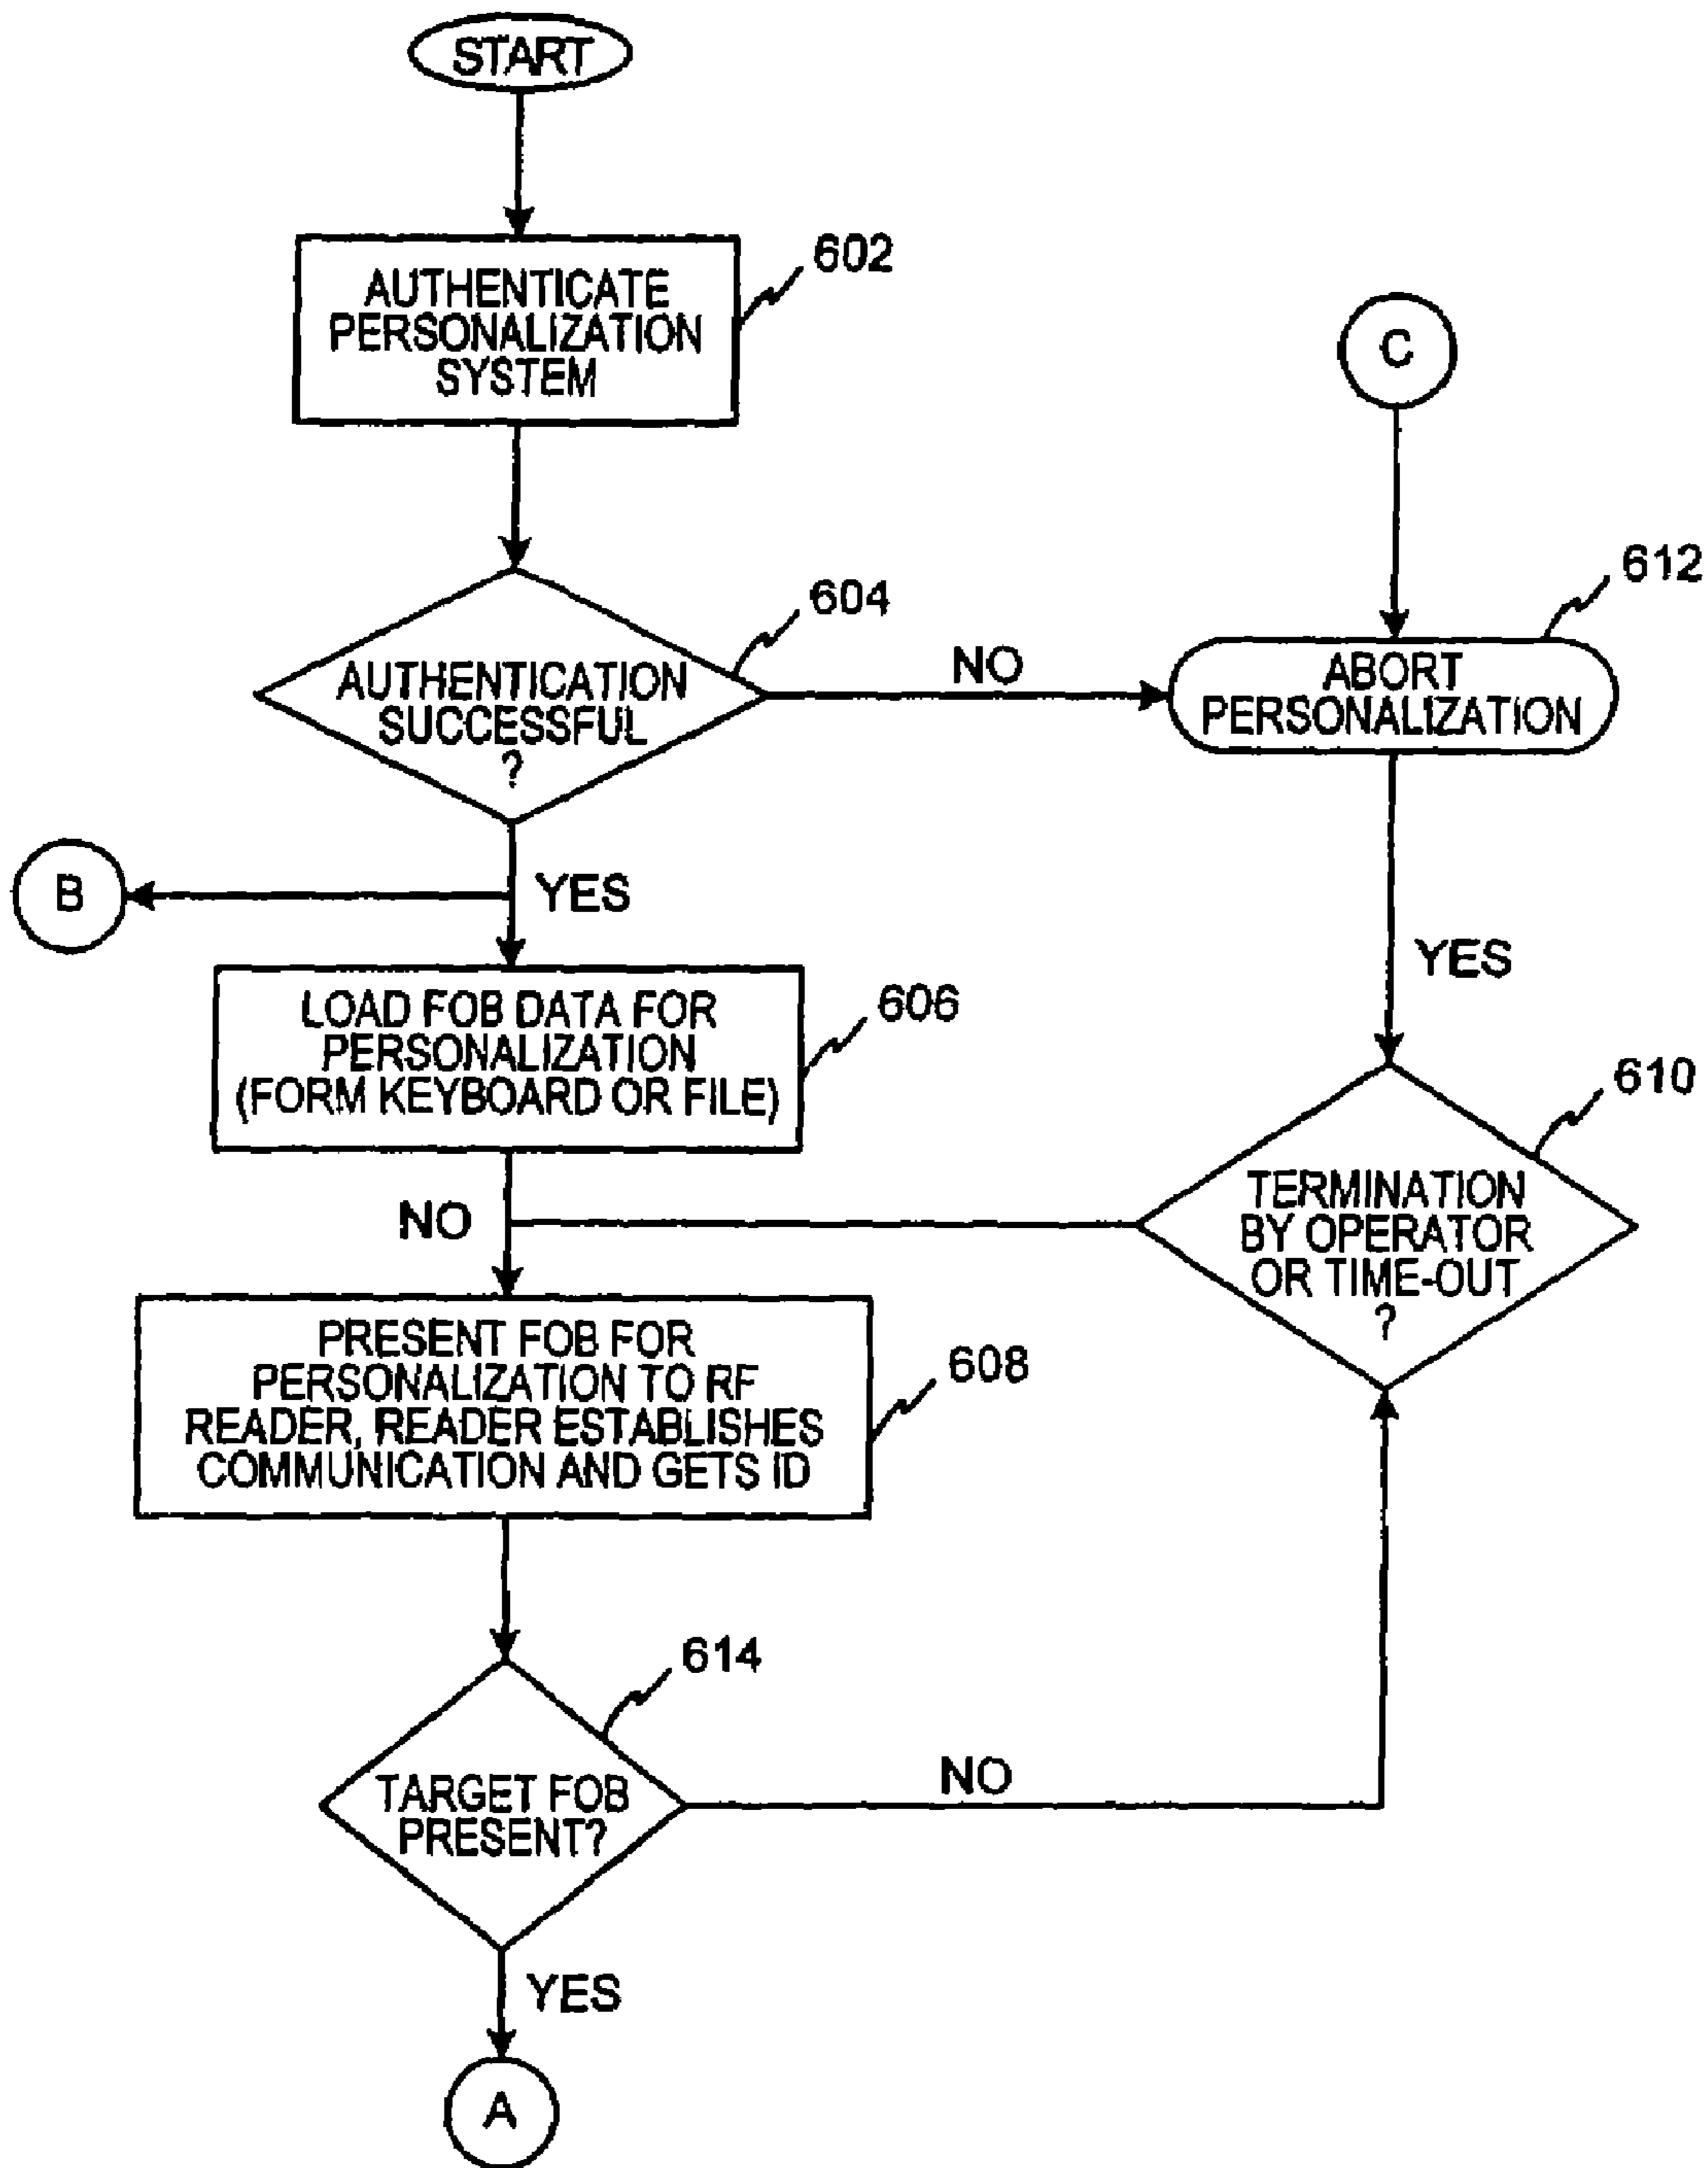 START
602
AUTHENTICATE
PERSONALIZATION
SYSTEM
C
604
612
AUTHENTICATION
SUCCESSFUL
?
NO
ABORT
PERSONALIZATION
B
YES
YES
606
LOAD FOB DATA FOR
PERSONALIZATION
(FORM KEYBOARD OR FILE)
610
NO
TERMINATION
BY OPERATOR
OR TIME-OUT
?
PRESENT FOB FOR
PERSONALIZATION TO RF
READER, READER ESTABLISHES
COMMUNICATION AND GETS ID
608
614
TARGET FOB
PRESENT?
NO
YES
A